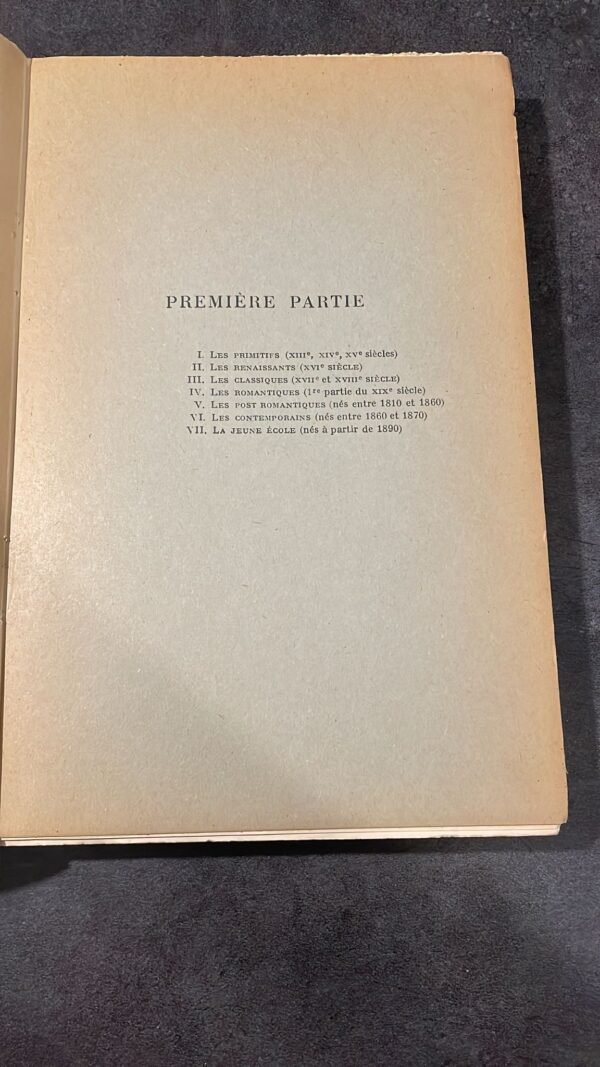 PREMIÈRE PARTIE
I. LES PRIMITIFS (XIIIe, XIVe, XVe siècles)
II. LES RENAISSANTS (XVIe SIÈCLE)
III. LES CLASSIQUES (XVIIe et XVIIIe SIÈCLE)
IV. LES ROMANTIQUES (1re partie du XIXe siècle)
V. LES POST ROMANTIQUES (nés entre 1810 et 1860)
VI. LES CONTEMPORAINS (nés entre 1860 et 1870)
VII. LA JEUNE ÉCOLE (nés à partir de 1890)